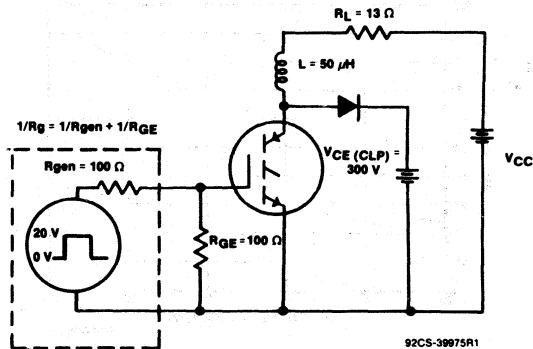 R_L = 13 Ω
L = 50 μH
1/Rg = 1/Rgen + 1/R_GE
Rgen = 100 Ω
V_CE (CLP) =
300 V
V_CC
20 V
0 V
R_GE = 100 Ω
92CS-39975R1